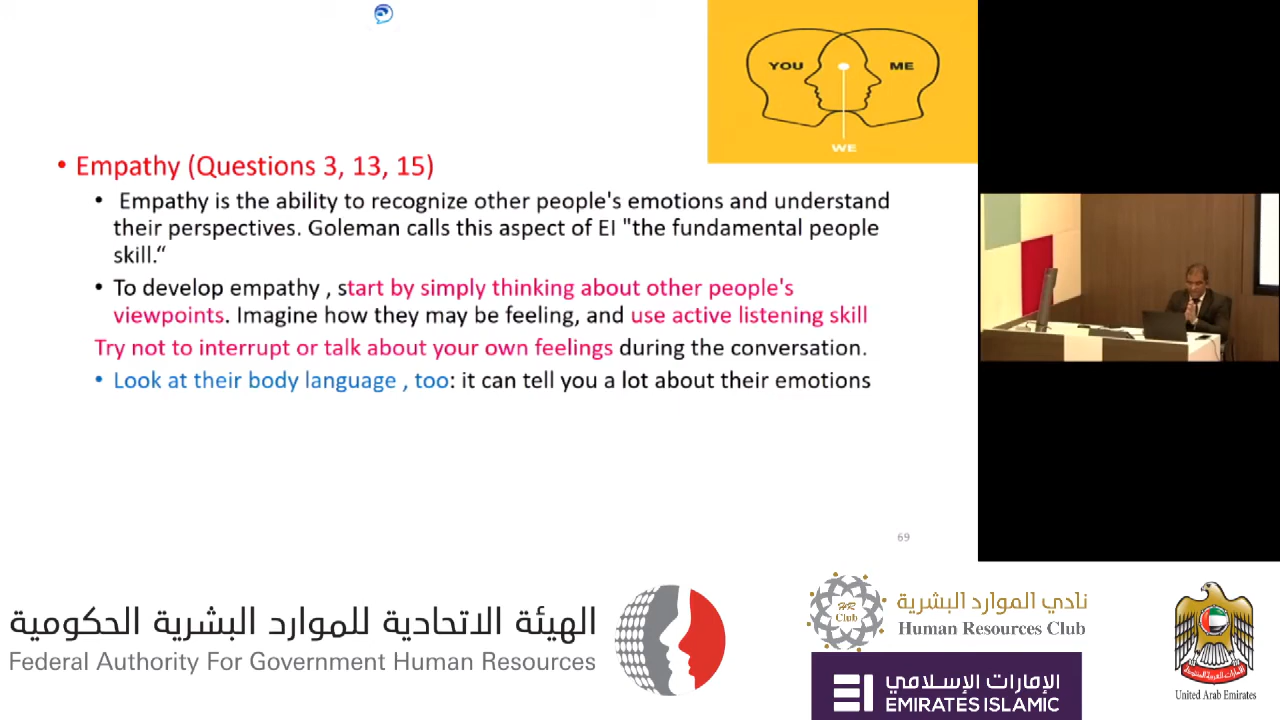 YOU
ME
WE
• Empathy (Questions 3, 13, 15)
• Empathy is the ability to recognize other people's emotions and understand
their perspectives. Goleman calls this aspect of EI "the fundamental people
skill.“
• To develop empathy , start by simply thinking about other people's
viewpoints. Imagine how they may be feeling, and use active listening skill
Try not to interrupt or talk about your own feelings during the conversation.
• Look at their body language , too: it can tell you a lot about their emotions
69
الهيئة الاتحادية للموارد البشرية الحكومية
Federal Authority For Government Human Resources
HR
Club
نادي الموارد البشرية
Human Resources Club
الإمارات الإسلامي
EMIRATES ISLAMIC
United Arab Emirates